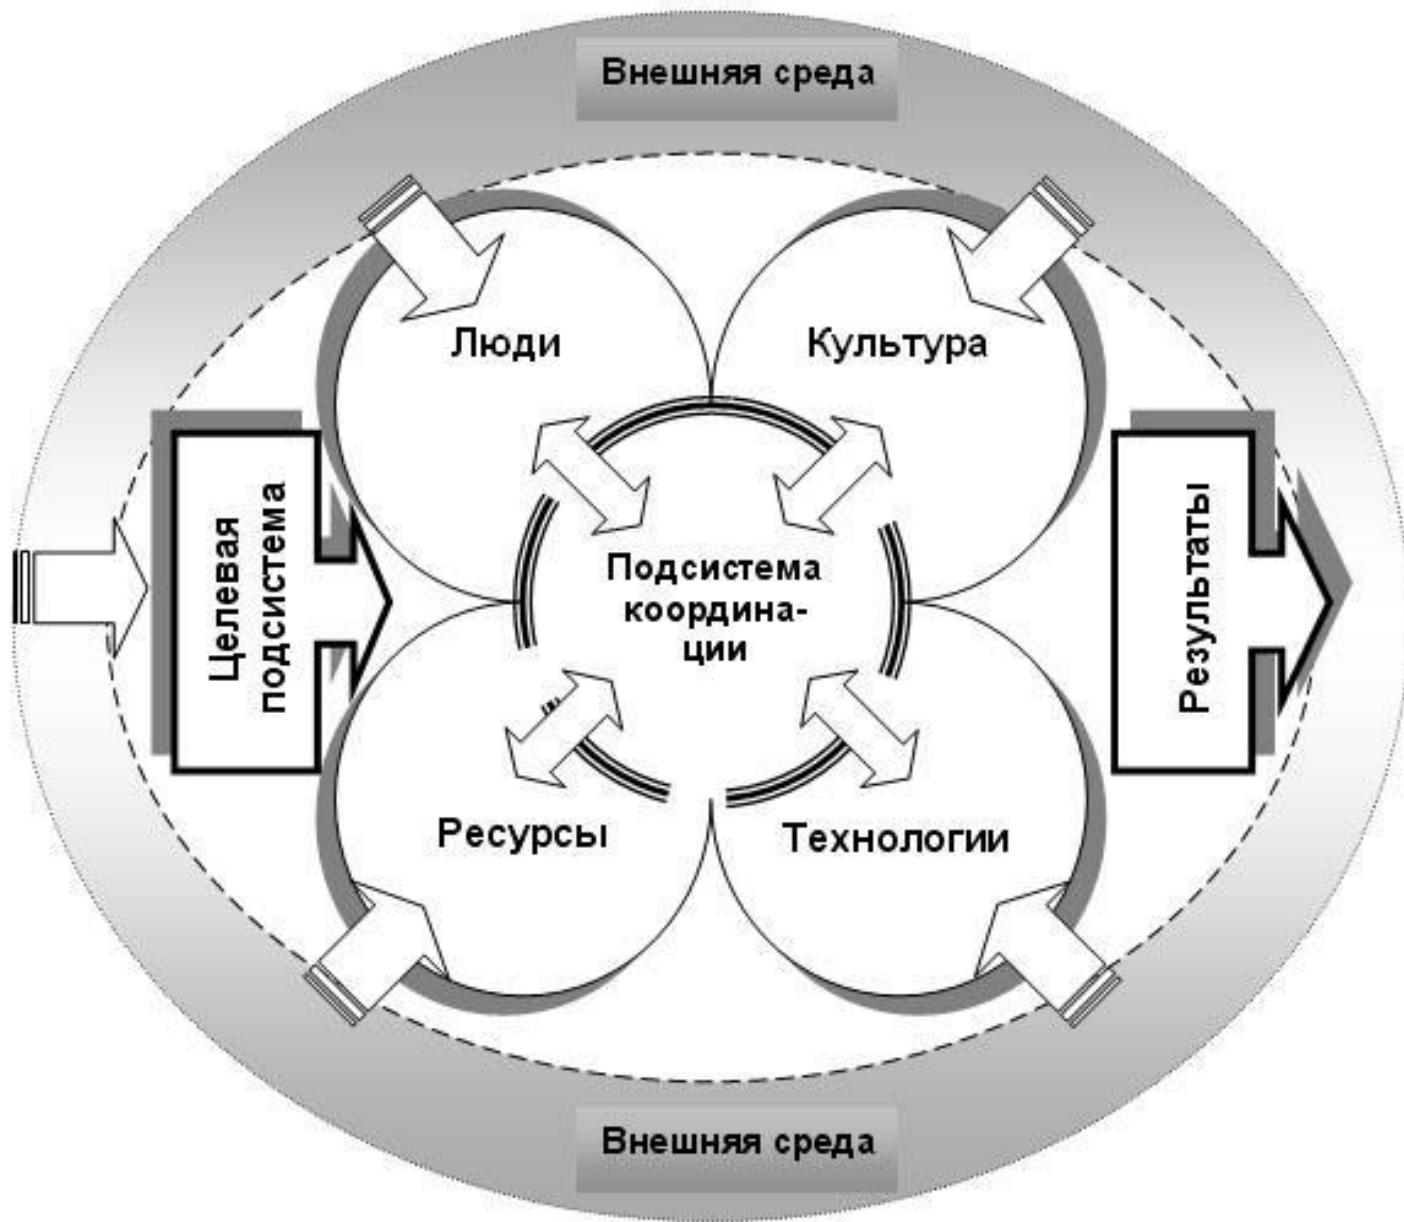 Внешняя среда
Люди
Культура
Целевая
подсистема
Подсистема
координа-
ции
Результаты
Ресурсы
Технологии
Внешняя среда